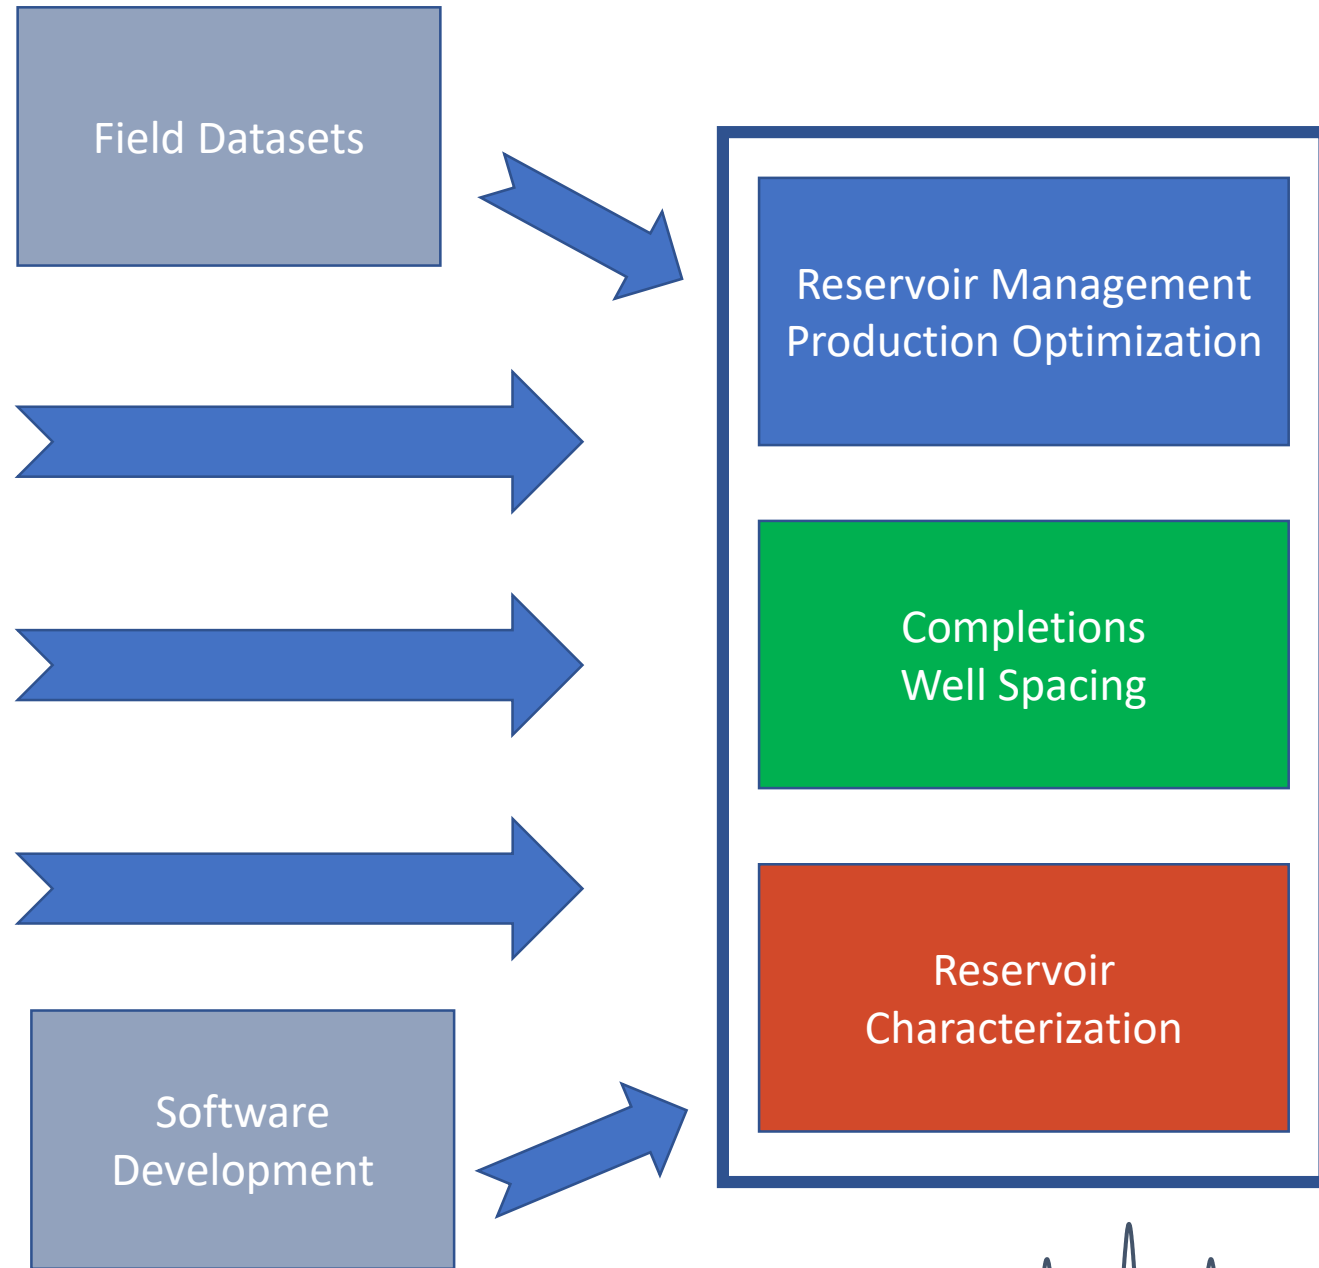 Field Datasets
Reservoir Management
Production Optimization
Completions
Well Spacing
Reservoir
Characterization
Software
Development